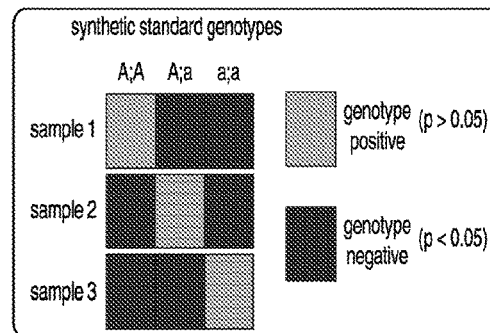 synthetic standard genotypes
A;A A;a a;a
sample 1
sample 2
sample 3
genotype positive (p > 0.05)
genotype negative (p < 0.05)